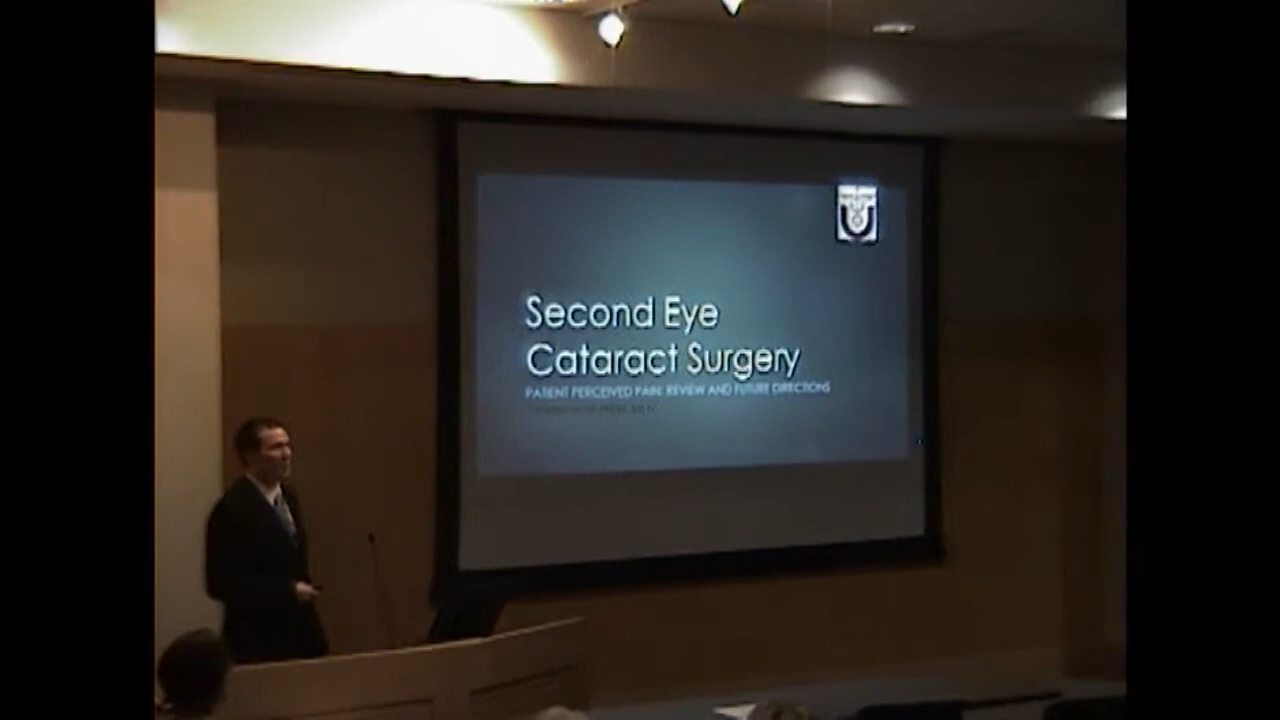 Second Eye
Cataract Surgery
PATIENT PERCEIVED PAIN: REVIEW AND FUTURE DIRECTIONS